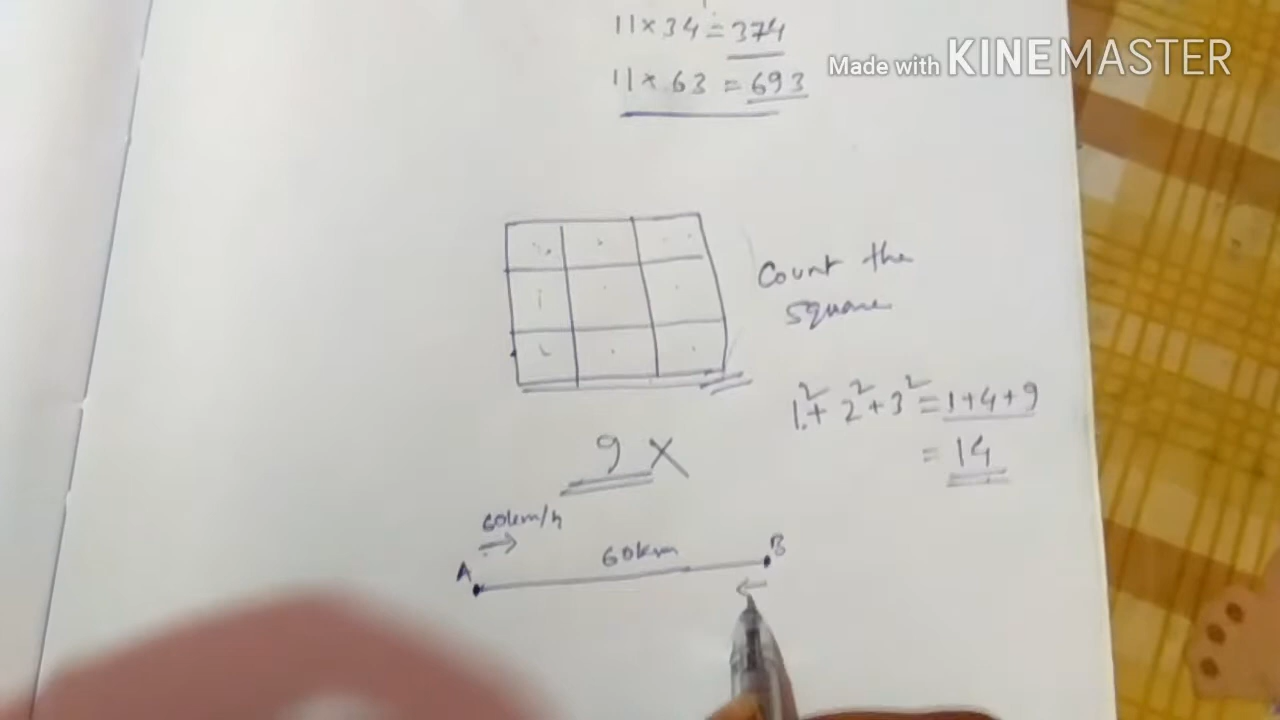 11 × 34 = 374
Made with KINEMASTER
11 × 63 = 693
Count the
square
1² + 2² + 3² = 1+4+9
= 14
9 X
60km/h
60km
A
B